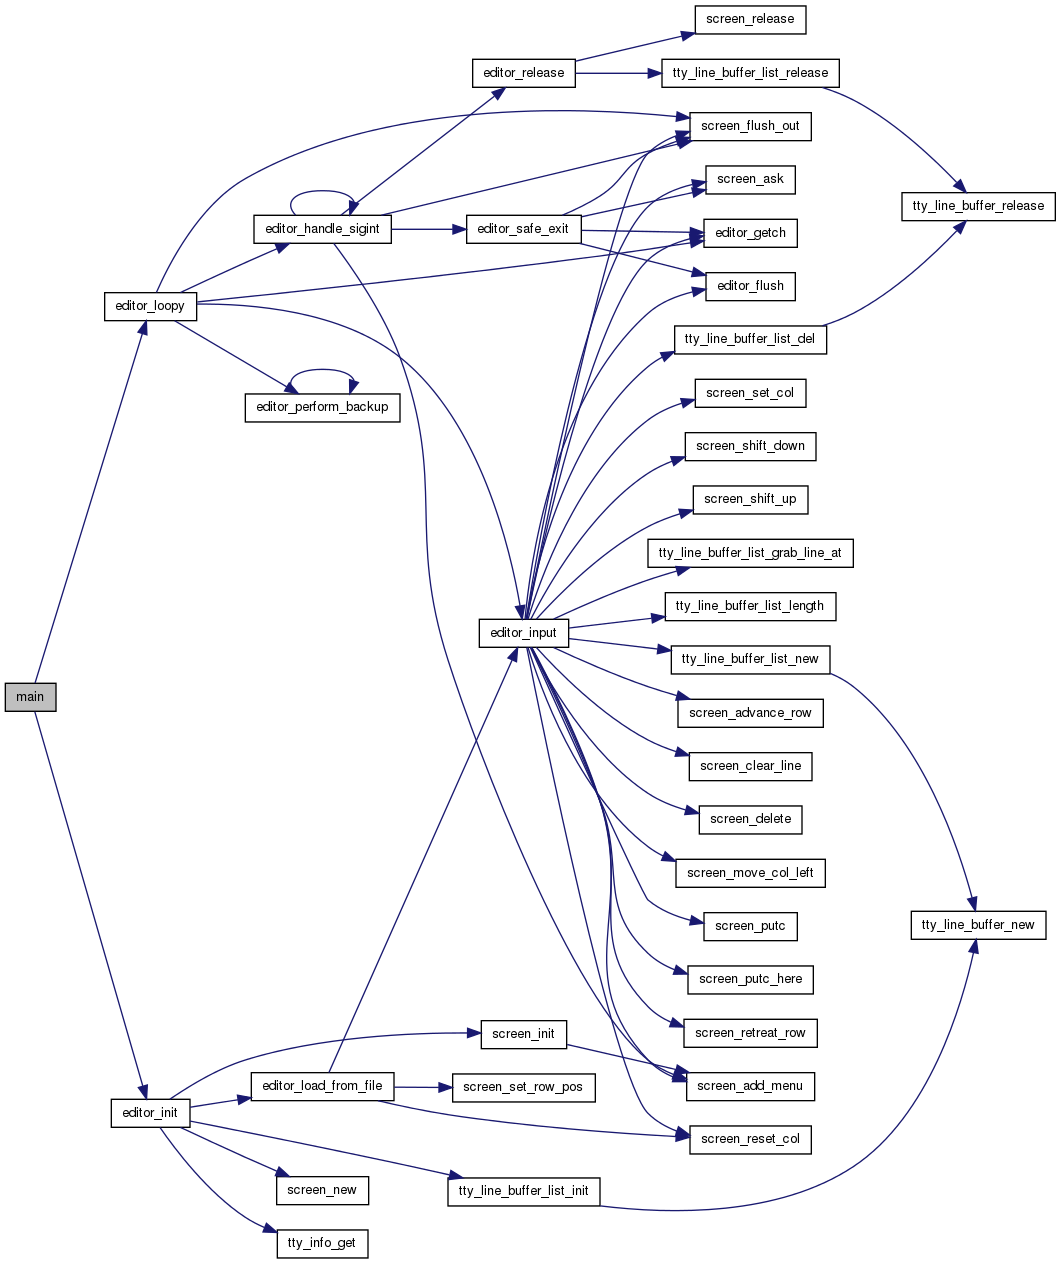 screen_release
editor_release
tty_line_buffer_list_release
screen_flush_out
screen_ask
tty_line_buffer_release
editor_handle_sigint
editor_safe_exit
editor_getch
editor_flush
editor_loopy
tty_line_buffer_list_del
screen_set_col
editor_perform_backup
screen_shift_down
screen_shift_up
tty_line_buffer_list_grab_line_at
tty_line_buffer_list_length
editor_input
tty_line_buffer_list_new
main
screen_advance_row
screen_clear_line
screen_delete
screen_move_col_left
screen_putc
tty_line_buffer_new
screen_putc_here
screen_init
screen_retreat_row
editor_load_from_file
screen_set_row_pos
screen_add_menu
editor_init
screen_reset_col
screen_new
tty_line_buffer_list_init
tty_info_get